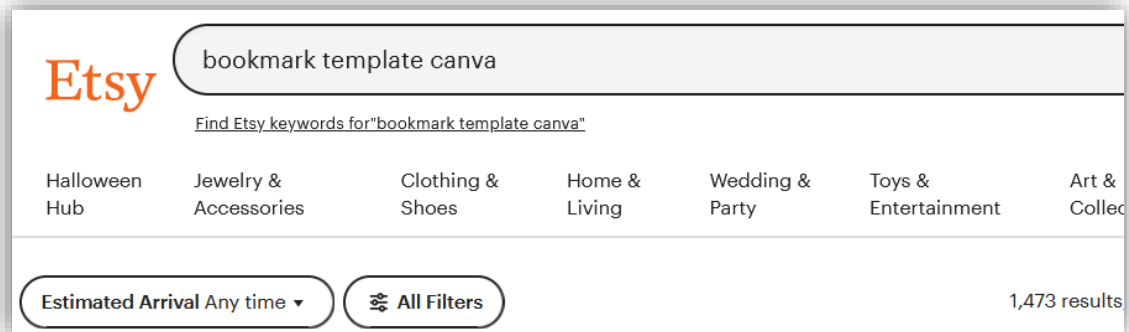 Etsy
bookmark template canva
Find Etsy keywords for"bookmark template canva"
Halloween Hub
Jewelry & Accessories
Clothing & Shoes
Home & Living
Wedding & Party
Toys & Entertainment
Art & Collec
Estimated Arrival Any time
All Filters
1,473 results,